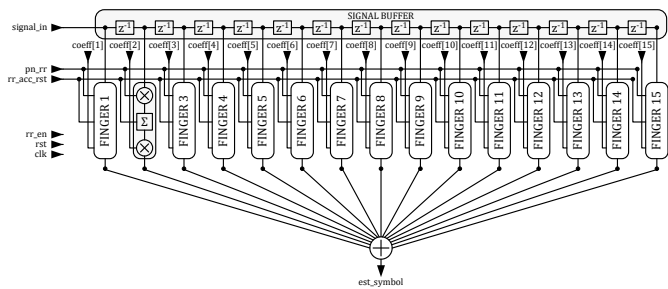 SIGNAL BUFFER
signal_in
z⁻¹ z⁻¹ z⁻¹ z⁻¹ z⁻¹ z⁻¹ z⁻¹ z⁻¹ z⁻¹ z⁻¹ z⁻¹ z⁻¹ z⁻¹ z⁻¹
coeff[1] coeff[2] coeff[3] coeff[4] coeff[5] coeff[6] coeff[7] coeff[8] coeff[9] coeff[10] coeff[11] coeff[12] coeff[13] coeff[14] coeff[15]
pn_rr
rr_acc_rst
FINGER 1
Σ
FINGER 3
FINGER 4
FINGER 5
FINGER 6
FINGER 7
FINGER 8
FINGER 9
FINGER 10
FINGER 11
FINGER 12
FINGER 13
FINGER 14
FINGER 15
rr_en
rst
clk
est_symbol